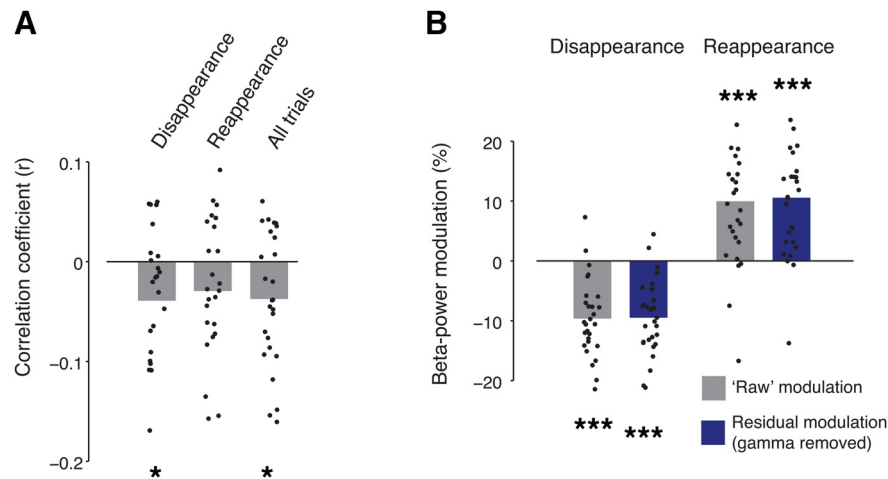 A
Disappearance
Reappearance
All trials
Correlation coefficient (r)
0.1
0
−0.1
−0.2
*
*
B
Disappearance
Reappearance
Beta-power modulation (%)
20
10
0
−10
−20
***
***
***
***
‘Raw’ modulation
Residual modulation
(gamma removed)